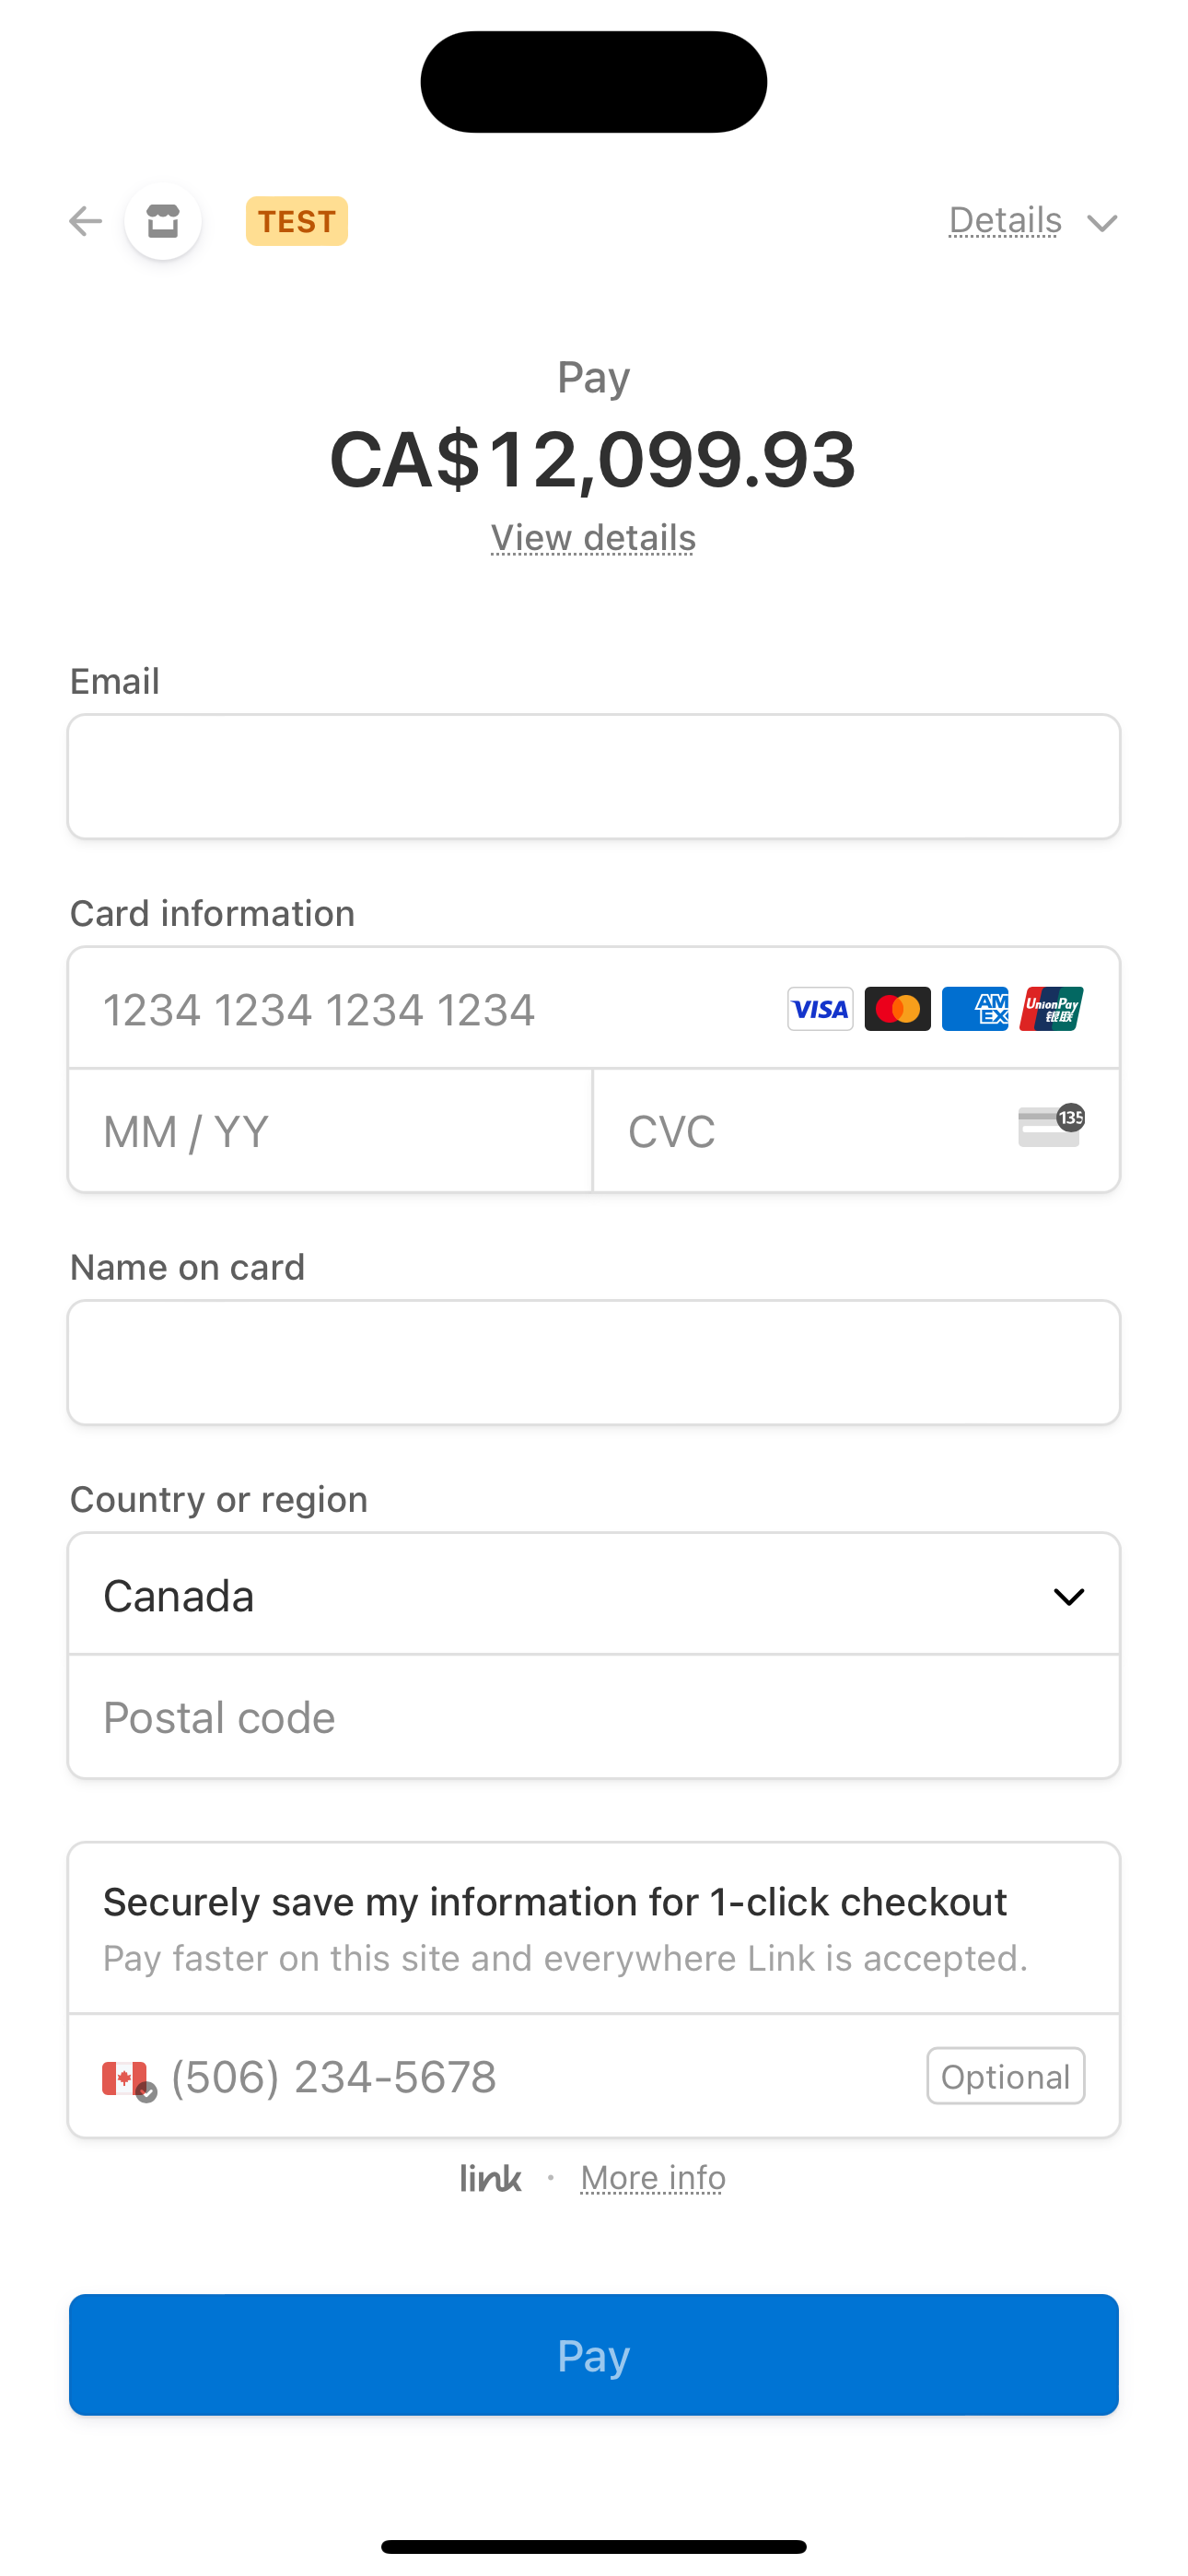 TEST
Details
Pay
CA$12,099.93
View details
Email
Card information
1234 1234 1234 1234
VISA
AM
EX
UnionPay
银联
MM / YY
CVC
135
Name on card
Country or region
Canada
Postal code
Securely save my information for 1-click checkout
Pay faster on this site and everywhere Link is accepted.
(506) 234-5678
Optional
link · More info
Pay